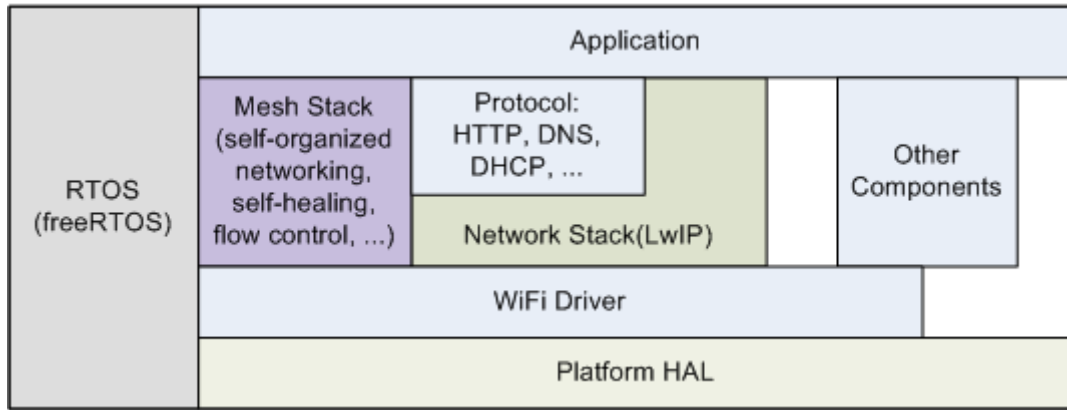 Application
Mesh Stack
(self-organized
networking,
self-healing,
flow control, ...)
Protocol:
HTTP, DNS,
DHCP, ...
Other
Components
RTOS
(freeRTOS)
Network Stack(LwIP)
WiFi Driver
Platform HAL